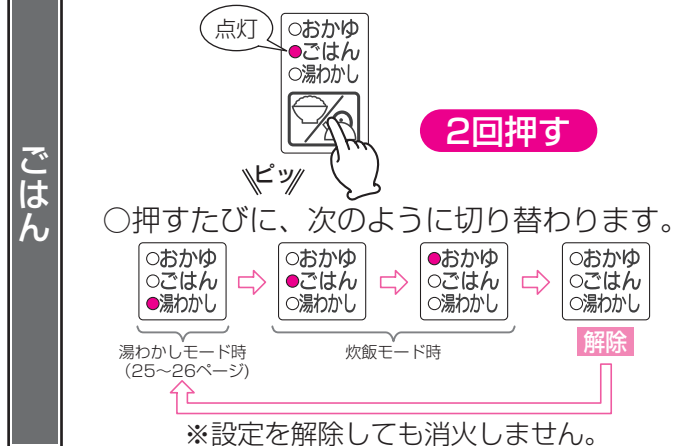 ごはん
点灯
○おかゆ
●ごはん
○湯わかし
2回押す
ピッ
○押すたびに、次のように切り替わります。
○おかゆ
○ごはん
●湯わかし
○おかゆ
●ごはん
○湯わかし
●おかゆ
○ごはん
○湯わかし
○おかゆ
○ごはん
○湯わかし
湯わかしモード時
(25〜26ページ)
炊飯モード時
解除
※設定を解除しても消火しません。